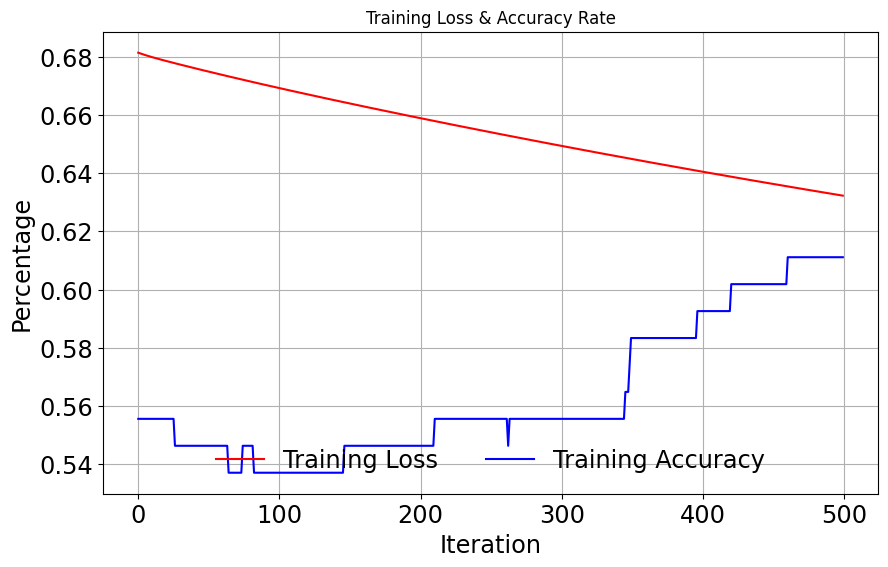 Training Loss & Accuracy Rate
Percentage
0.68
0.66
0.64
0.62
0.60
0.58
0.56
0.54
Training Loss
Training Accuracy
0 100 200 300 400 500
Iteration